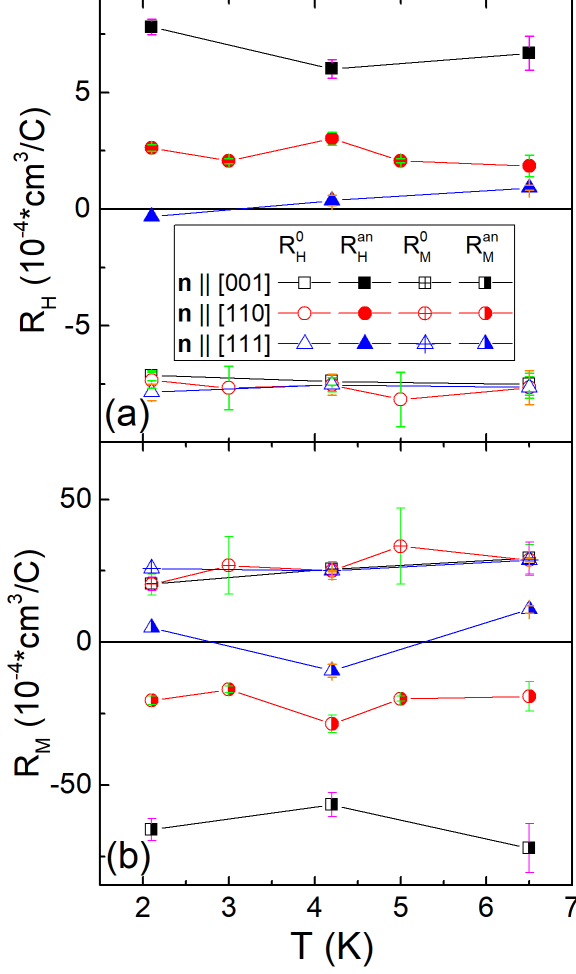 5
0
-5
R_H (10^-4*cm^3/C)
R_H^0 R_H^an R_M^0 R_M^an
n || [001]
n || [110]
n || [111]
(a)
50
0
-50
R_M (10^-4*cm^3/C)
(b)
2 3 4 5 6 7
T (K)